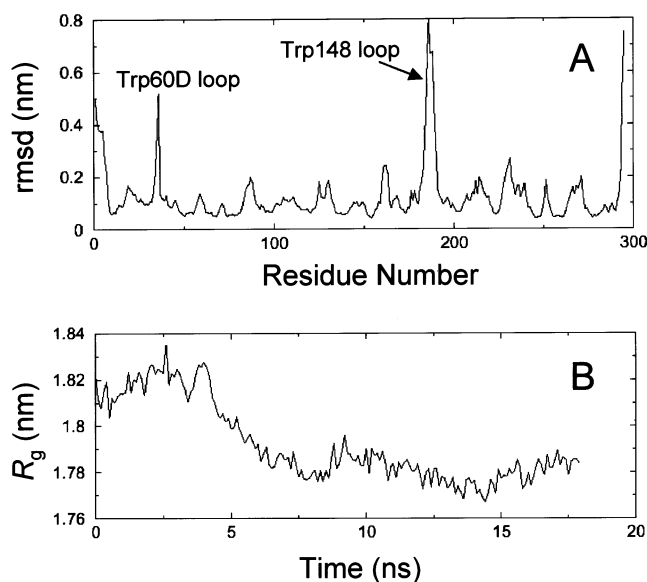 0.8
A
Trp148 loop
0.6
Trp60D loop
rmsd (nm)
0.4
0.2
0
0 100 200 300
Residue Number
1.84
B
1.82
Rg (nm)
1.8
1.78
1.76
0 5 10 15 20
Time (ns)